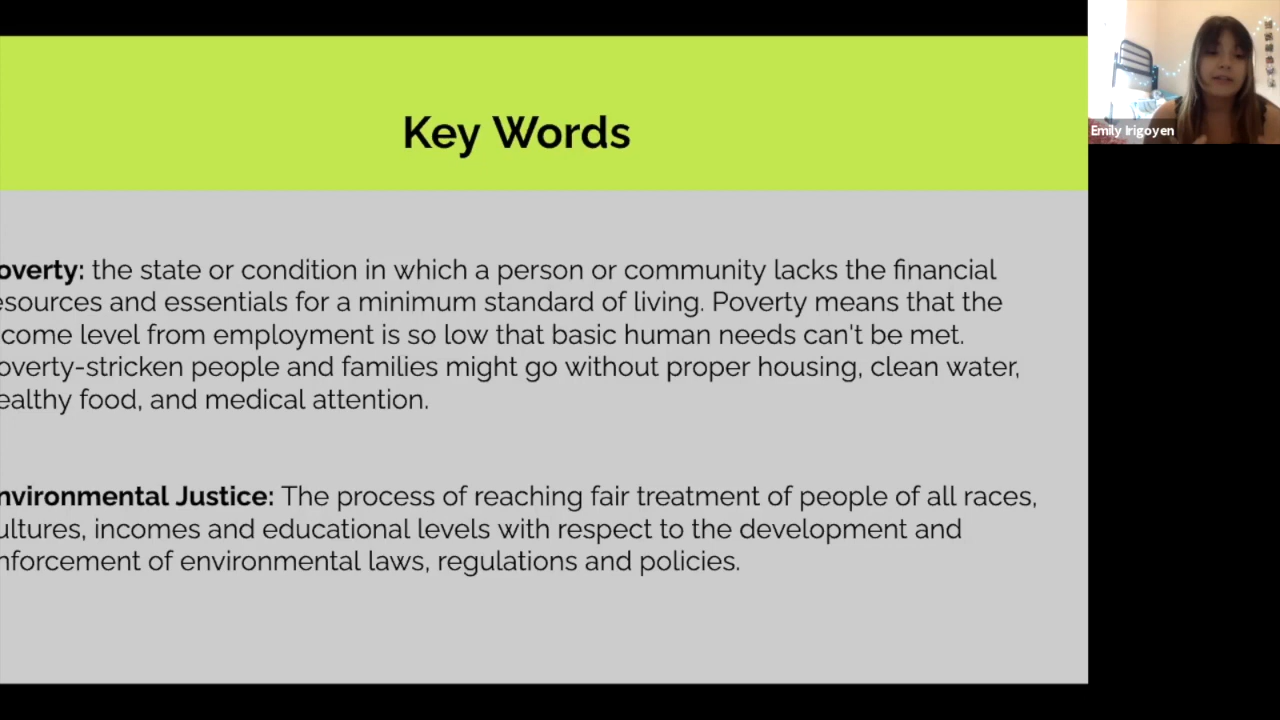 Key Words
overty: the state or condition in which a person or community lacks the financial
esources and essentials for a minimum standard of living. Poverty means that the
come level from employment is so low that basic human needs can't be met.
overty-stricken people and families might go without proper housing, clean water,
ealthy food, and medical attention.
nvironmental Justice: The process of reaching fair treatment of people of all races,
ultures, incomes and educational levels with respect to the development and
nforcement of environmental laws, regulations and policies.
Emily Irigoyen